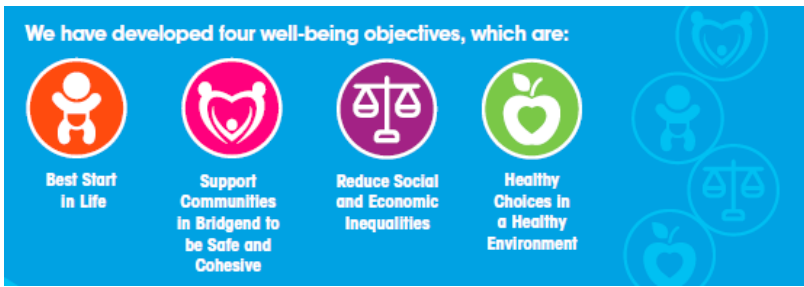 We have developed four well-being objectives, which are:
Best Start
in Life
Support
Communities
in Bridgend to
be Safe and
Cohesive
Reduce Social
and Economic
Inequalities
Healthy
Choices in
a Healthy
Environment